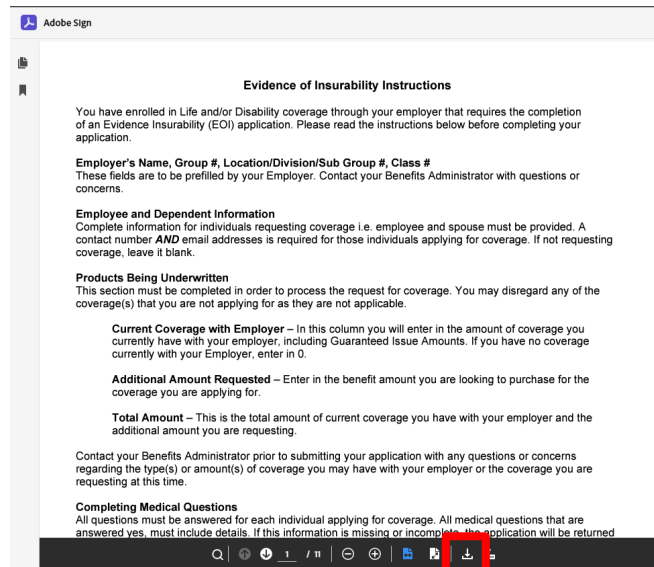 Adobe Sign
Evidence of Insurability Instructions
You have enrolled in Life and/or Disability coverage through your employer that requires the completion
of an Evidence Insurability (EOI) application. Please read the instructions below before completing your
application.
Employer's Name, Group #, Location/Division/Sub Group #, Class #
These fields are to be prefilled by your Employer. Contact your Benefits Administrator with questions or
concerns.
Employee and Dependent Information
Complete information for individuals requesting coverage i.e. employee and spouse must be provided. A
contact number AND email addresses is required for those individuals applying for coverage. If not requesting
coverage, leave it blank.
Products Being Underwritten
This section must be completed in order to process the request for coverage. You may disregard any of the
coverage(s) that you are not applying for as they are not applicable.
Current Coverage with Employer – In this column you will enter in the amount of coverage you
currently have with your employer, including Guaranteed Issue Amounts. If you have no coverage
currently with your Employer, enter in 0.
Additional Amount Requested – Enter in the benefit amount you are looking to purchase for the
coverage you are applying for.
Total Amount – This is the total amount of current coverage you have with your employer and the
additional amount you are requesting.
Contact your Benefits Administrator prior to submitting your application with any questions or concerns
regarding the type(s) or amount(s) of coverage you may have with your employer or the coverage you are
requesting at this time.
Completing Medical Questions
All questions must be answered for each individual applying for coverage. All medical questions that are
answered yes, must include details. If this information is missing or incomplete, the application will be returned
1 / 11